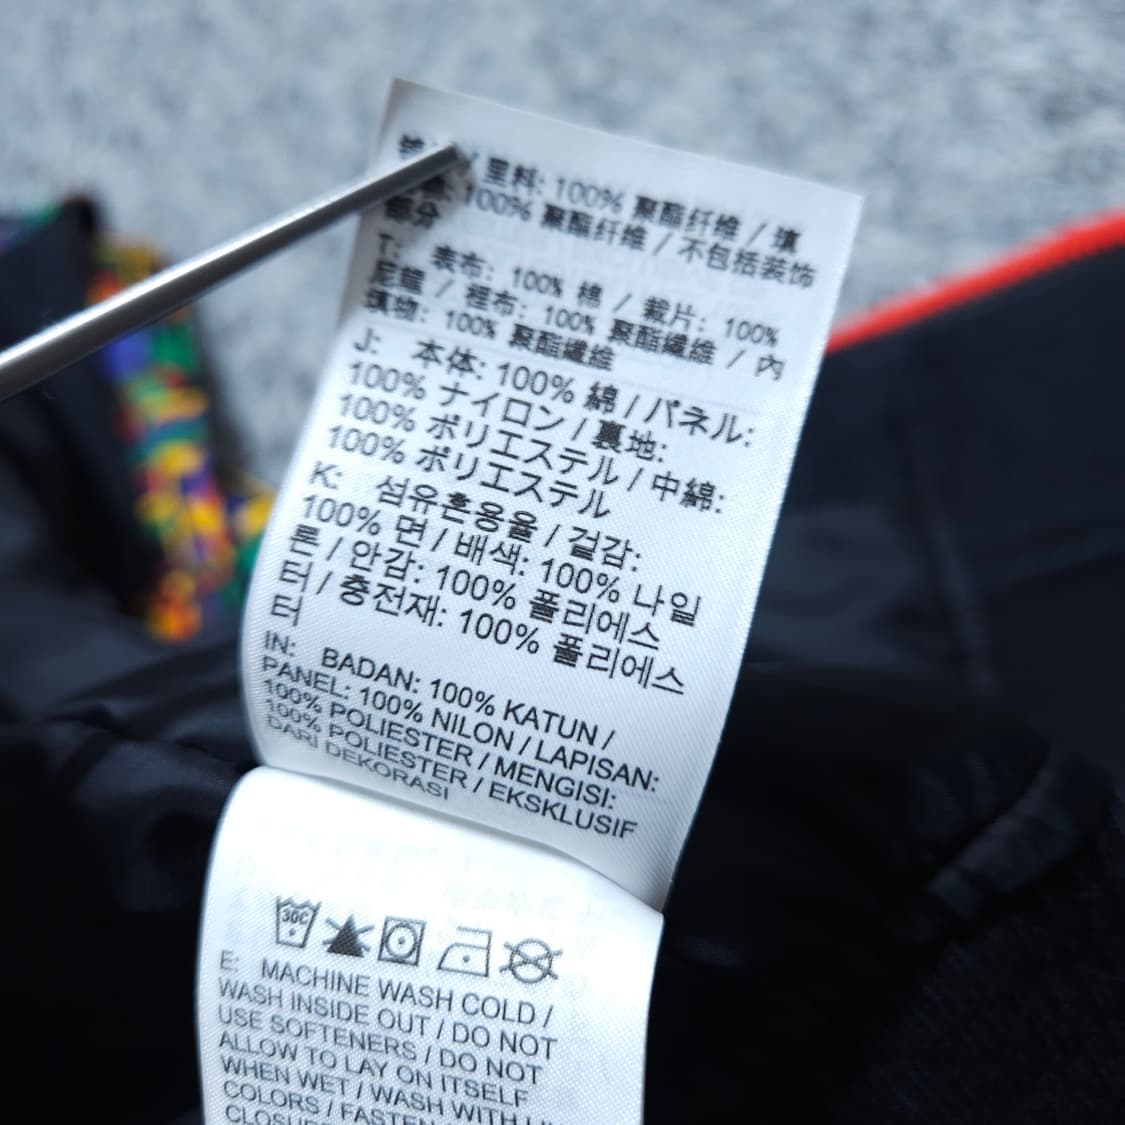 里料: 100% 聚酯纤维 / 填
100% 聚酯纤维 / 不包括装饰
部分
T: 表布: 100% 棉 / 裁片: 100%
尼龍 / 裡布: 100% 聚酯纖維 / 內
填物: 100% 聚酯纖維
J: 本体: 100% 綿 / パネル:
100% ナイロン / 裏地:
100% ポリエステル / 中綿:
100% ポリエステル
K: 섬유혼용율 / 겉감:
100% 면 / 배색: 100% 나일
론 / 안감: 100% 폴리에스
터 / 충전재: 100% 폴리에스
터
IN: BADAN: 100% KATUN /
PANEL: 100% NILON / LAPISAN:
100% POLIESTER / MENGISI:
100% POLIESTER / EKSKLUSIF
DARI DEKORASI
30C
E: MACHINE WASH COLD /
WASH INSIDE OUT / DO NOT
USE SOFTENERS / DO NOT
ALLOW TO LAY ON ITSELF
WHEN WET / WASH WITH
COLORS / FASTEN